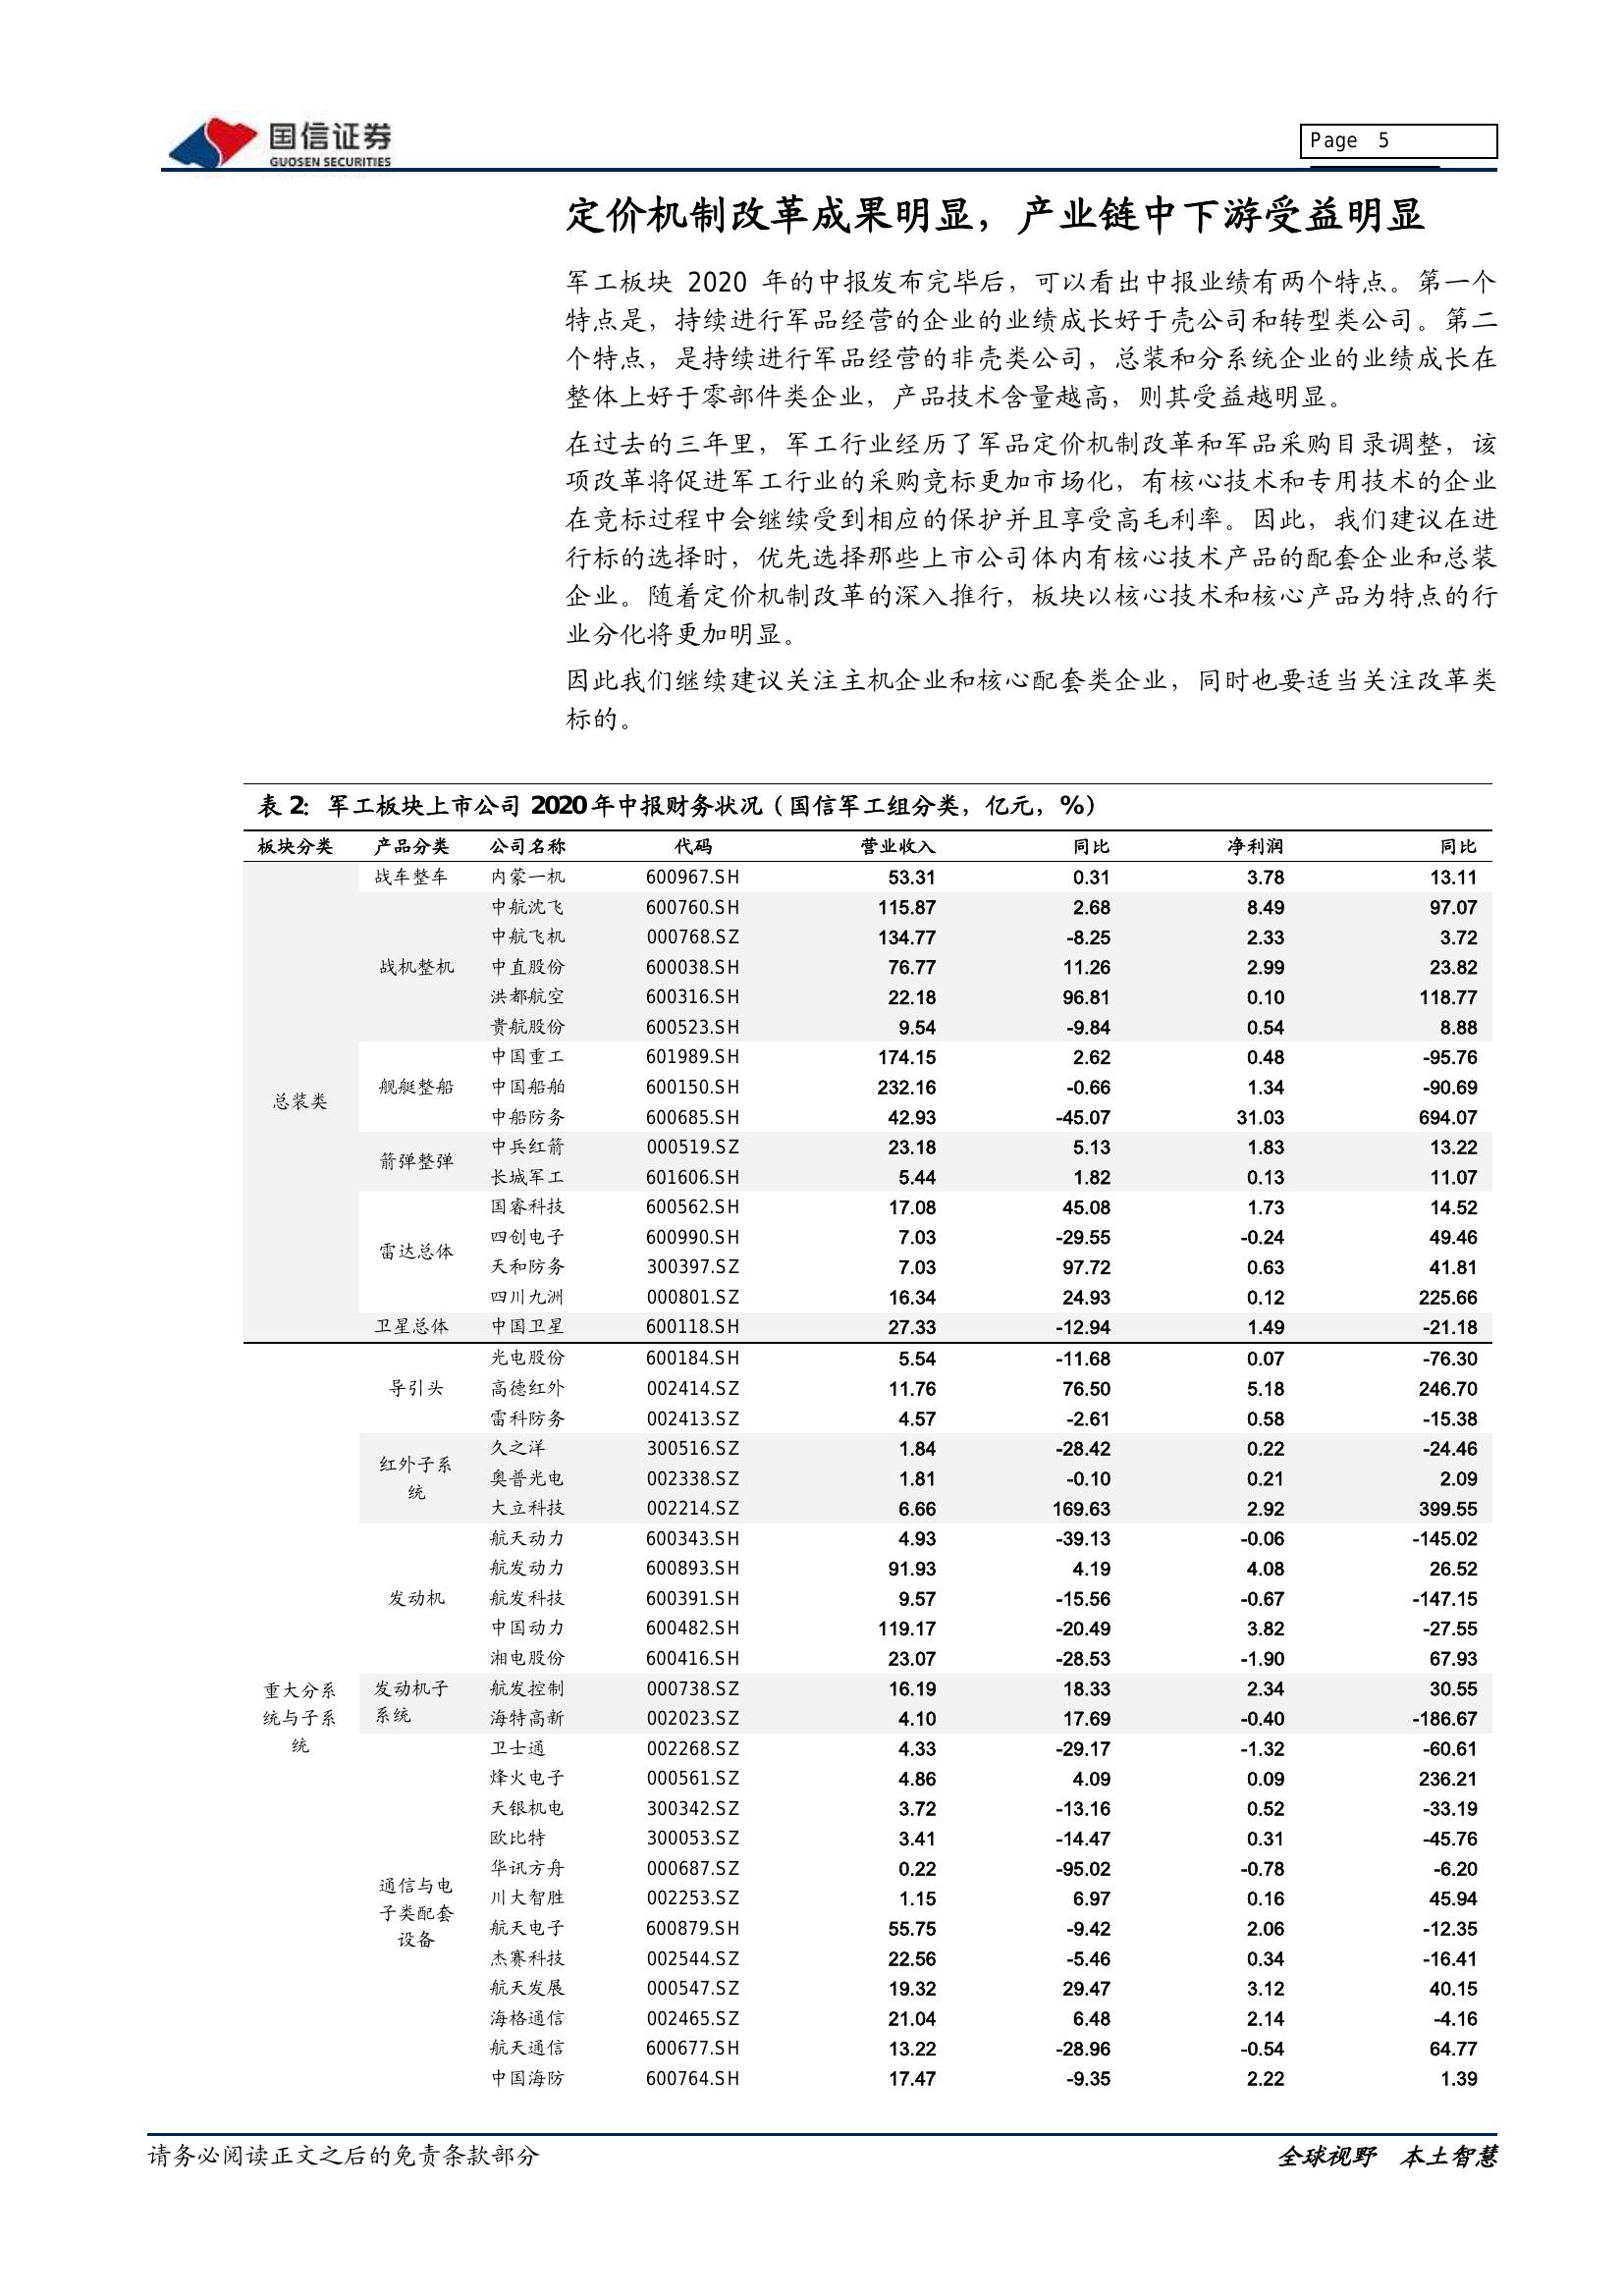 国信证券
GUOSEN SECURITIES
Page 5
定价机制改革成果明显，产业链中下游受益明显
军工板块 2020 年的中报发布完毕后，可以看出中报业绩有两个特点。第一个
特点是，持续进行军品经营的企业的业绩成长好于壳公司和转型类公司。第二
个特点，是持续进行军品经营的非壳类公司，总装和分系统企业的业绩成长在
整体上好于零部件类企业，产品技术含量越高，则其受益越明显。
在过去的三年里，军工行业经历了军品定价机制改革和军品采购目录调整，该
项改革将促进军工行业的采购竞标更加市场化，有核心技术和专用技术的企业
在竞标过程中会继续受到相应的保护并且享受高毛利率。因此，我们建议在进
行标的选择时，优先选择那些上市公司体内有核心技术产品的配套企业和总装
企业。随着定价机制改革的深入推行，板块以核心技术和核心产品为特点的行
业分化将更加明显。
因此我们继续建议关注主机企业和核心配套类企业，同时也要适当关注改革类
标的。
表 2：军工板块上市公司 2020年中报财务状况（国信军工组分类，亿元，%）
板块分类 产品分类 公司名称 代码 营业收入 同比 净利润 同比
战车整车 内蒙一机 600967.SH 53.31 0.31 3.78 13.11
中航沈飞 600760.SH 115.87 2.68 8.49 97.07
中航飞机 000768.SZ 134.77 -8.25 2.33 3.72
战机整机 中直股份 600038.SH 76.77 11.26 2.99 23.82
洪都航空 600316.SH 22.18 96.81 0.10 118.77
贵航股份 600523.SH 9.54 -9.84 0.54 8.88
中国重工 601989.SH 174.15 2.62 0.48 -95.76
舰艇整船 中国船舶 600150.SH 232.16 -0.66 1.34 -90.69
总装类
中船防务 600685.SH 42.93 -45.07 31.03 694.07
中兵红箭 000519.SZ 23.18 5.13 1.83 13.22
箭弹整弹
长城军工 601606.SH 5.44 1.82 0.13 11.07
国睿科技 600562.SH 17.08 45.08 1.73 14.52
四创电子 600990.SH 7.03 -29.55 -0.24 49.46
雷达总体
天和防务 300397.SZ 7.03 97.72 0.63 41.81
四川九洲 000801.SZ 16.34 24.93 0.12 225.66
卫星总体 中国卫星 600118.SH 27.33 -12.94 1.49 -21.18
光电股份 600184.SH 5.54 -11.68 0.07 -76.30
导引头 高德红外 002414.SZ 11.76 76.50 5.18 246.70
雷科防务 002413.SZ 4.57 -2.61 0.58 -15.38
久之洋 300516.SZ 1.84 -28.42 0.22 -24.46
红外子系
奥普光电 002338.SZ 1.81 -0.10 0.21 2.09
统
大立科技 002214.SZ 6.66 169.63 2.92 399.55
航天动力 600343.SH 4.93 -39.13 -0.06 -145.02
航发动力 600893.SH 91.93 4.19 4.08 26.52
发动机 航发科技 600391.SH 9.57 -15.56 -0.67 -147.15
中国动力 600482.SH 119.17 -20.49 3.82 -27.55
湘电股份 600416.SH 23.07 -28.53 -1.90 67.93
重大分系 发动机子 航发控制 000738.SZ 16.19 18.33 2.34 30.55
统与子系 系统 海特高新 002023.SZ 4.10 17.69 -0.40 -186.67
统 卫士通 002268.SZ 4.33 -29.17 -1.32 -60.61
烽火电子 000561.SZ 4.86 4.09 0.09 236.21
天银机电 300342.SZ 3.72 -13.16 0.52 -33.19
欧比特 300053.SZ 3.41 -14.47 0.31 -45.76
华讯方舟 000687.SZ 0.22 -95.02 -0.78 -6.20
通信与电
川大智胜 002253.SZ 1.15 6.97 0.16 45.94
子类配套
航天电子 600879.SH 55.75 -9.42 2.06 -12.35
设备
杰赛科技 002544.SZ 22.56 -5.46 0.34 -16.41
航天发展 000547.SZ 19.32 29.47 3.12 40.15
海格通信 002465.SZ 21.04 6.48 2.14 -4.16
航天通信 600677.SH 13.22 -28.96 -0.54 64.77
中国海防 600764.SH 17.47 -9.35 2.22 1.39
请务必阅读正文之后的免责条款部分
全球视野 本土智慧